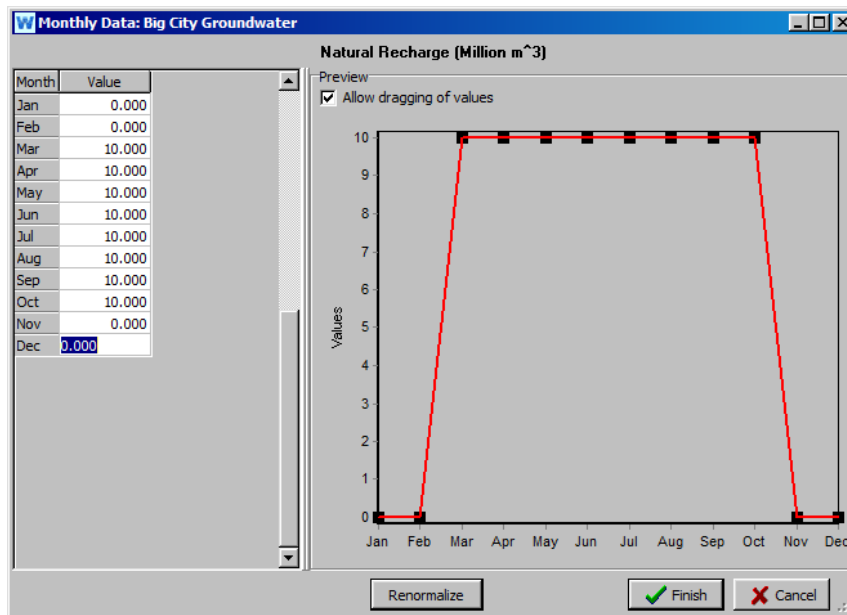 W Monthly Data: Big City Groundwater
Natural Recharge (Million m^3)
Month Value
Jan 0.000
Feb 0.000
Mar 10.000
Apr 10.000
May 10.000
Jun 10.000
Jul 10.000
Aug 10.000
Sep 10.000
Oct 10.000
Nov 0.000
Dec 0.000
Preview
Allow dragging of values
10
9
8
7
6
5
4
3
2
1
0
Values
Jan Feb Mar Apr May Jun Jul Aug Sep Oct Nov Dec
Renormalize Finish Cancel